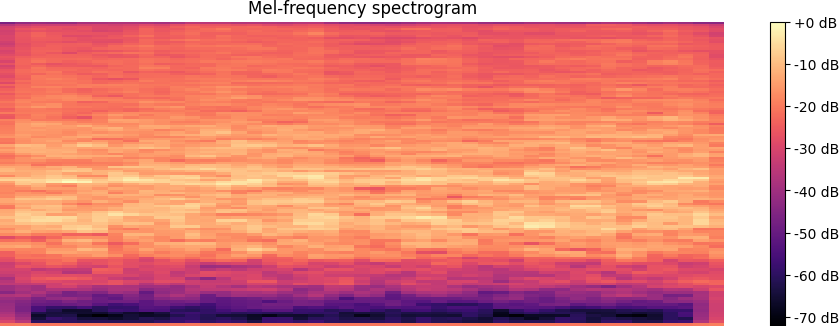 Mel-frequency spectrogram
+0 dB
-10 dB
-20 dB
-30 dB
-40 dB
-50 dB
-60 dB
-70 dB